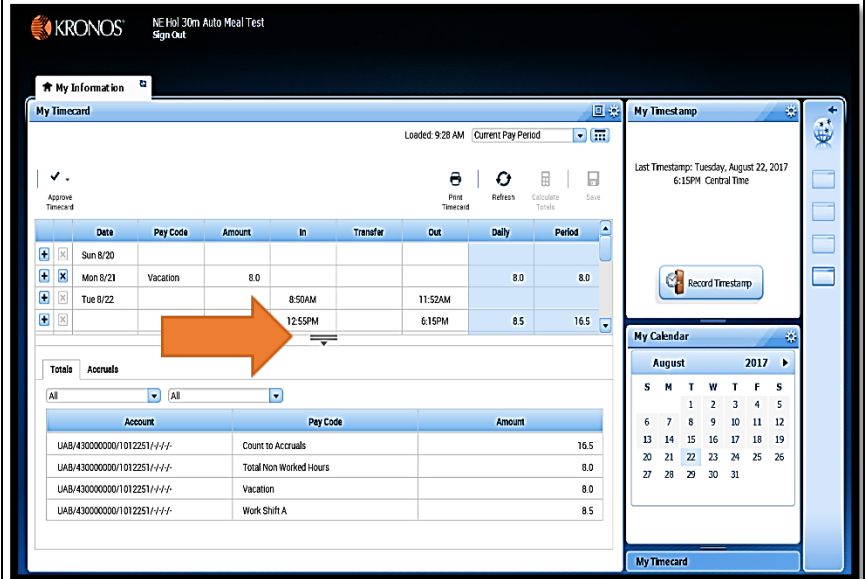 KRONOS
NE Hol 30m Auto Meal Test
Sign Out
My Information
My Timecard
Loaded: 9:28 AM Current Pay Period
Approve Timecard
Print Timecard
Refresh
Calculate Totals
Save
Date Pay Code Amount In Transfer Out Daily Period
Sun 8/20
Mon 8/21 Vacation 8.0 8.0 8.0
Tue 8/22 8:50AM 11:52AM
12:55PM 6:15PM 8.5 16.5
Totals Accruals
All All
Account Pay Code Amount
UAB/430000000/1012251/-/-/-/- Count to Accruals 16.5
UAB/430000000/1012251/-/-/-/- Total Non Worked Hours 8.0
UAB/430000000/1012251/-/-/-/- Vacation 8.0
UAB/430000000/1012251/-/-/-/- Work Shift A 8.5
My Timestamp
Last Timestamp: Tuesday, August 22, 2017
6:15PM Central Time
Record Timestamp
My Calendar
August 2017
S M T W T F S
1 2 3 4 5
6 7 8 9 10 11 12
13 14 15 16 17 18 19
20 21 22 23 24 25 26
27 28 29 30 31
My Timecard